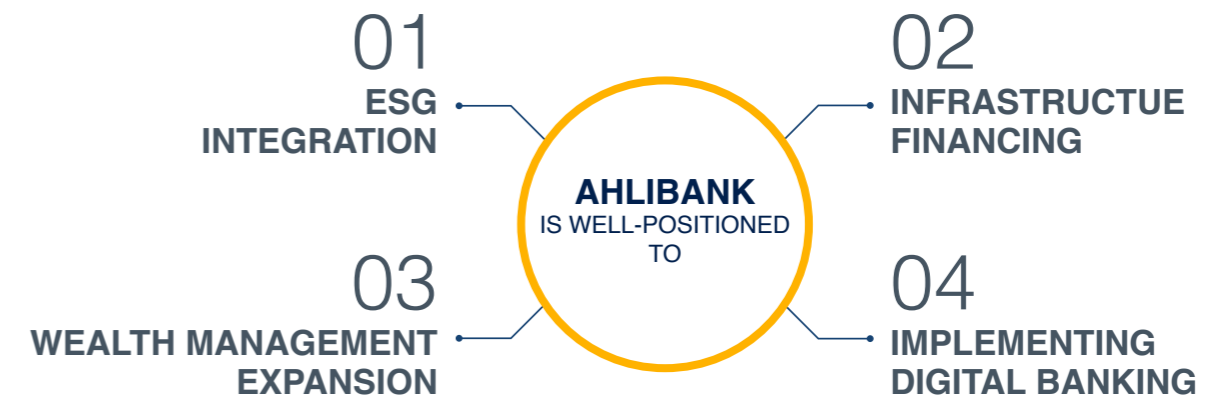 01
ESG
INTEGRATION
02
INFRASTRUCTUE
FINANCING
AHLIBANK
IS WELL-POSITIONED
TO
03
WEALTH MANAGEMENT
EXPANSION
04
IMPLEMENTING
DIGITAL BANKING